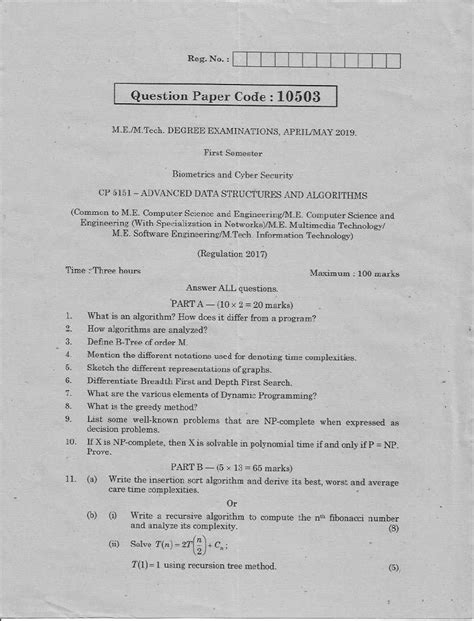 Reg. No. :
Question Paper Code : 10503
M.E./M.Tech. DEGREE EXAMINATIONS, APRIL/MAY 2019.
First Semester
Biometrics and Cyber Security
CP 5151 – ADVANCED DATA STRUCTURES AND ALGORITHMS
(Common to M.E. Computer Science and Engineering/M.E. Computer Science and
Engineering (With Specialization in Networks)/M.E. Multimedia Technology/
M.E. Software Engineering/M.Tech. Information Technology)
(Regulation 2017)
Time : Three hours Maximum : 100 marks
Answer ALL questions.
PART A — (10 × 2 = 20 marks)
1. What is an algorithm? How does it differ from a program?
2. How algorithms are analyzed?
3. Define B-Tree of order M.
4. Mention the different notations used for denoting time complexities.
5. Sketch the different representations of graphs.
6. Differentiate Breadth First and Depth First Search.
7. What are the various elements of Dynamic Programming?
8. What is the greedy method?
9. List some well-known problems that are NP-complete when expressed as
decision problems.
10. If X is NP-complete, then X is solvable in polynomial time if and only if P = NP.
Prove.
PART B — (5 × 13 = 65 marks)
11. (a) Write the insertion sort algorithm and derive its best, worst and average
care time complexities.
Or
(b) (i) Write a recursive algorithm to compute the nth fibonacci number
and analyze its complexity. (8)
(ii) Solve T(n) = 2T(n/2) + Cn ;
T(1) = 1 using recursion tree method. (5)